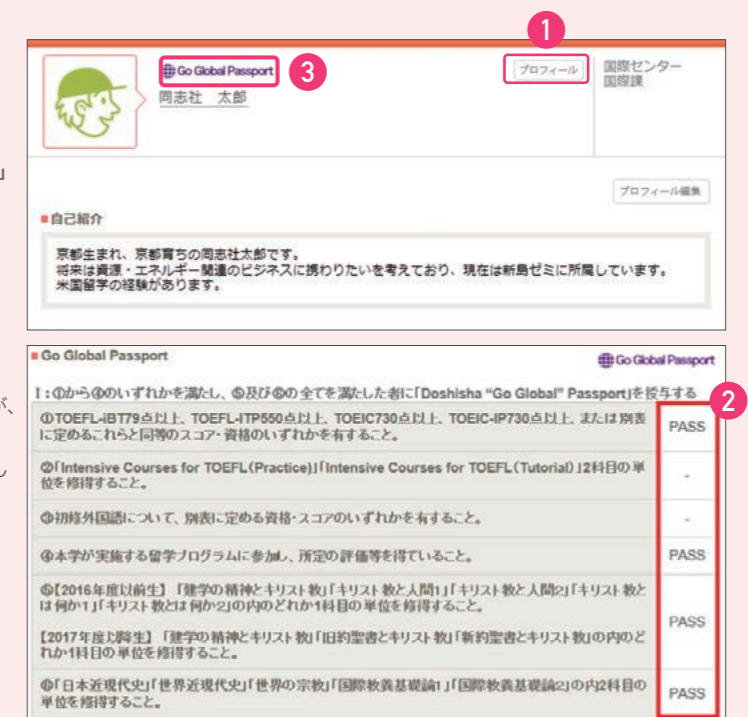 1
Go Global Passport
3
プロフィール
国際センター
国際課
同志社 太郎
」
プロフィール編集
■自己紹介
京都生まれ、京都育ちの同志社太郎です。
将来は資源・エネルギー関連のビジネスに携わりたいを考えており、現在は新島ゼミに所属しています。
米国留学の経験があります。
■Go Global Passport
Go Global Passport
I:①から④のいずれかを満たし、⑤及び⑥の全てを満たした者に「Doshisha “Go Global” Passport」を授与する
2
が、
①TOEFL-iBT79点以上、TOEFL-ITP550点以上、TOEIC730点以上、TOEIC-IP730点以上、または別表
に定めるこれらと同等のスコア・資格のいずれかを有すること。
PASS
し
②「Intensive Courses for TOEFL(Practice)」「Intensive Courses for TOEFL(Tutorial)」2科目の単
位を修得すること。
-
③初修外国語について、別表に定める資格・スコアのいずれかを有すること。
-
④本学が実施する留学プログラムに参加し、所定の評価等を得ていること。
PASS
⑤【2016年度以前生】「建学の精神とキリスト教」「キリスト教と人間1」「キリスト教と人間2」「キリスト教と
は何か1」「キリスト教とは何か2」の内のどれか1科目の単位を修得すること。
【2017年度以降生】「建学の精神とキリスト教」「旧約聖書とキリスト教」「新約聖書とキリスト教」の内のど
れか1科目の単位を修得すること。
PASS
⑥「日本近現代史」「世界近現代史」「世界の宗教」「国際教養基礎論1」「国際教養基礎論2」の内2科目の
単位を修得すること。
PASS